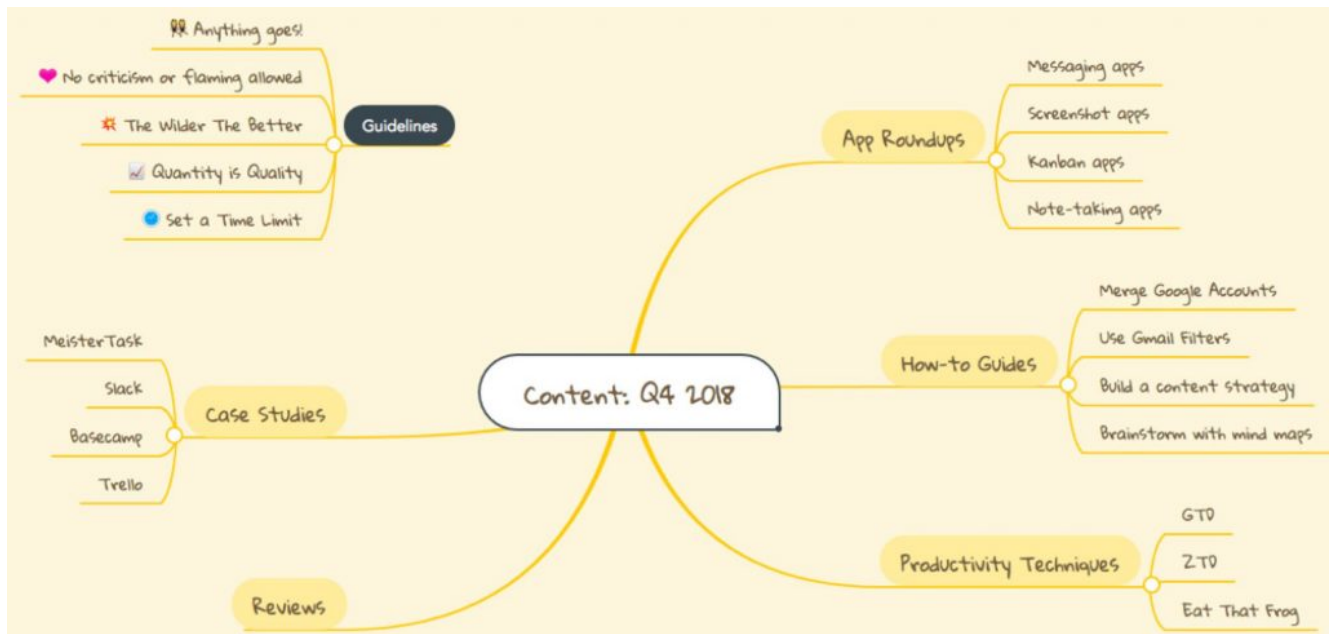 Anything goes!
No criticism or flaming allowed
The Wilder The Better
Quantity is Quality
Set a Time Limit
Guidelines
App Roundups
Messaging apps
Screenshot apps
Kanban apps
Note-taking apps
Content: Q4 2018
How-to Guides
Merge Google Accounts
Use Gmail Filters
Build a content strategy
Brainstorm with mind maps
MeisterTask
Slack
Basecamp
Trello
Case Studies
Productivity Techniques
GTD
ZTD
Eat That Frog
Reviews